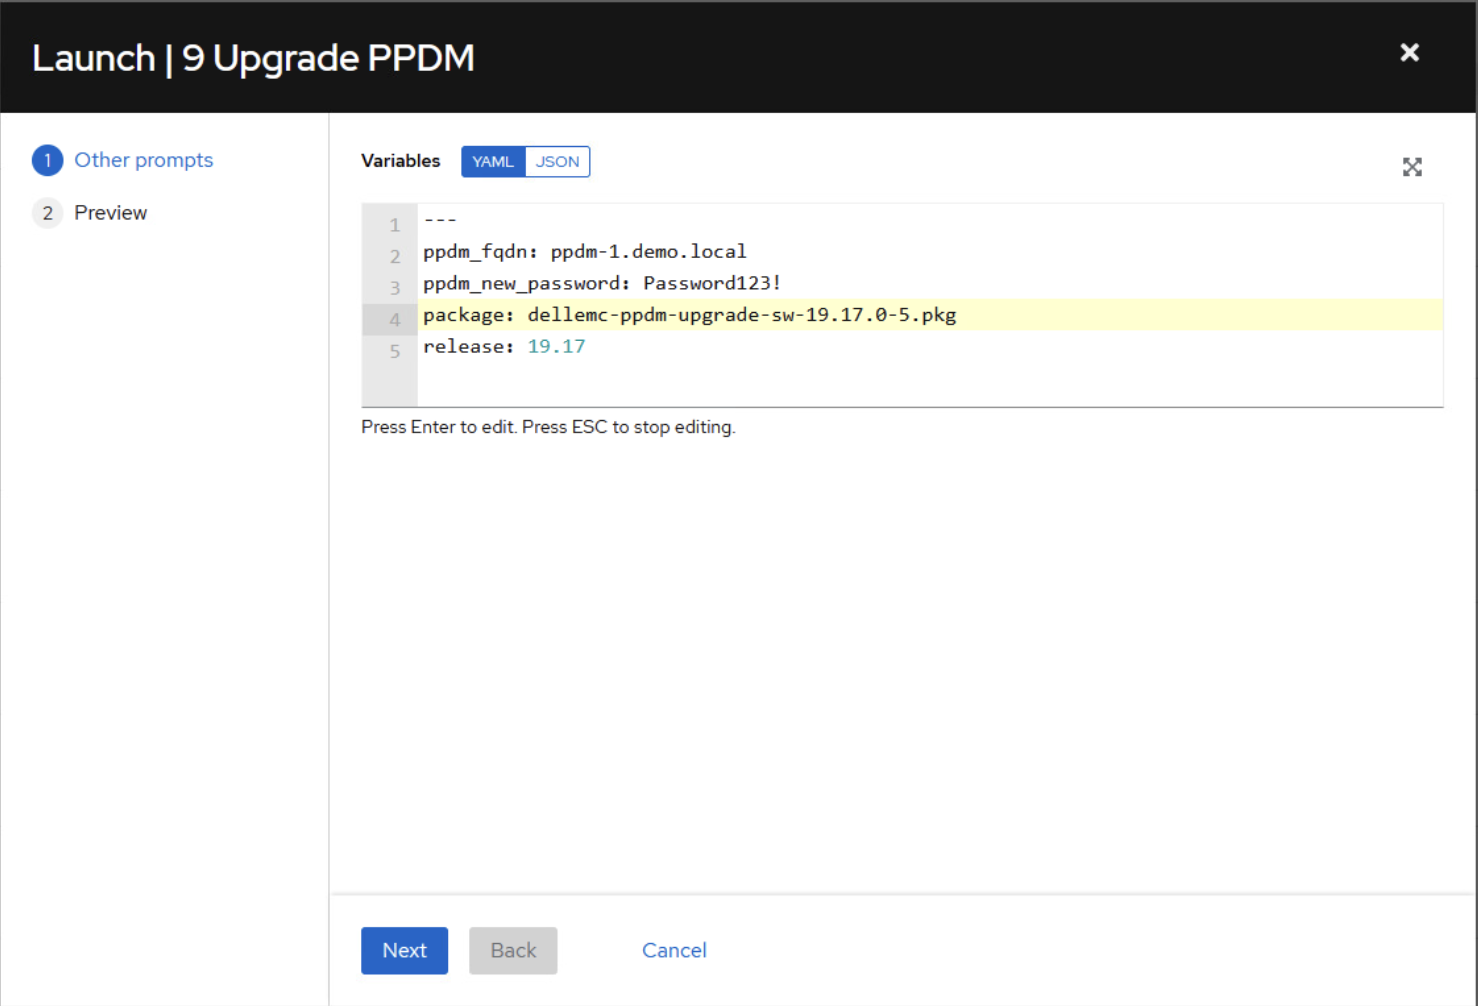 Launch | 9 Upgrade PPDM
1 Other prompts
2 Preview
Variables YAML JSON
1 ---
2 ppdm_fqdn: ppdm-1.demo.local
3 ppdm_new_password: Password123!
4 package: dellemc-ppdm-upgrade-sw-19.17.0-5.pkg
5 release: 19.17
Press Enter to edit. Press ESC to stop editing.
Next Back Cancel